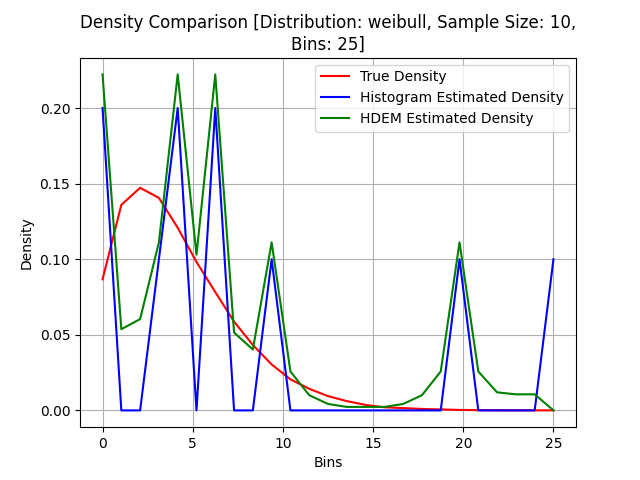 Density Comparison [Distribution: weibull, Sample Size: 10,
Bins: 25]
True Density
Histogram Estimated Density
HDEM Estimated Density
Density
0.20
0.15
0.10
0.05
0.00
0
5
10
15
20
25
Bins